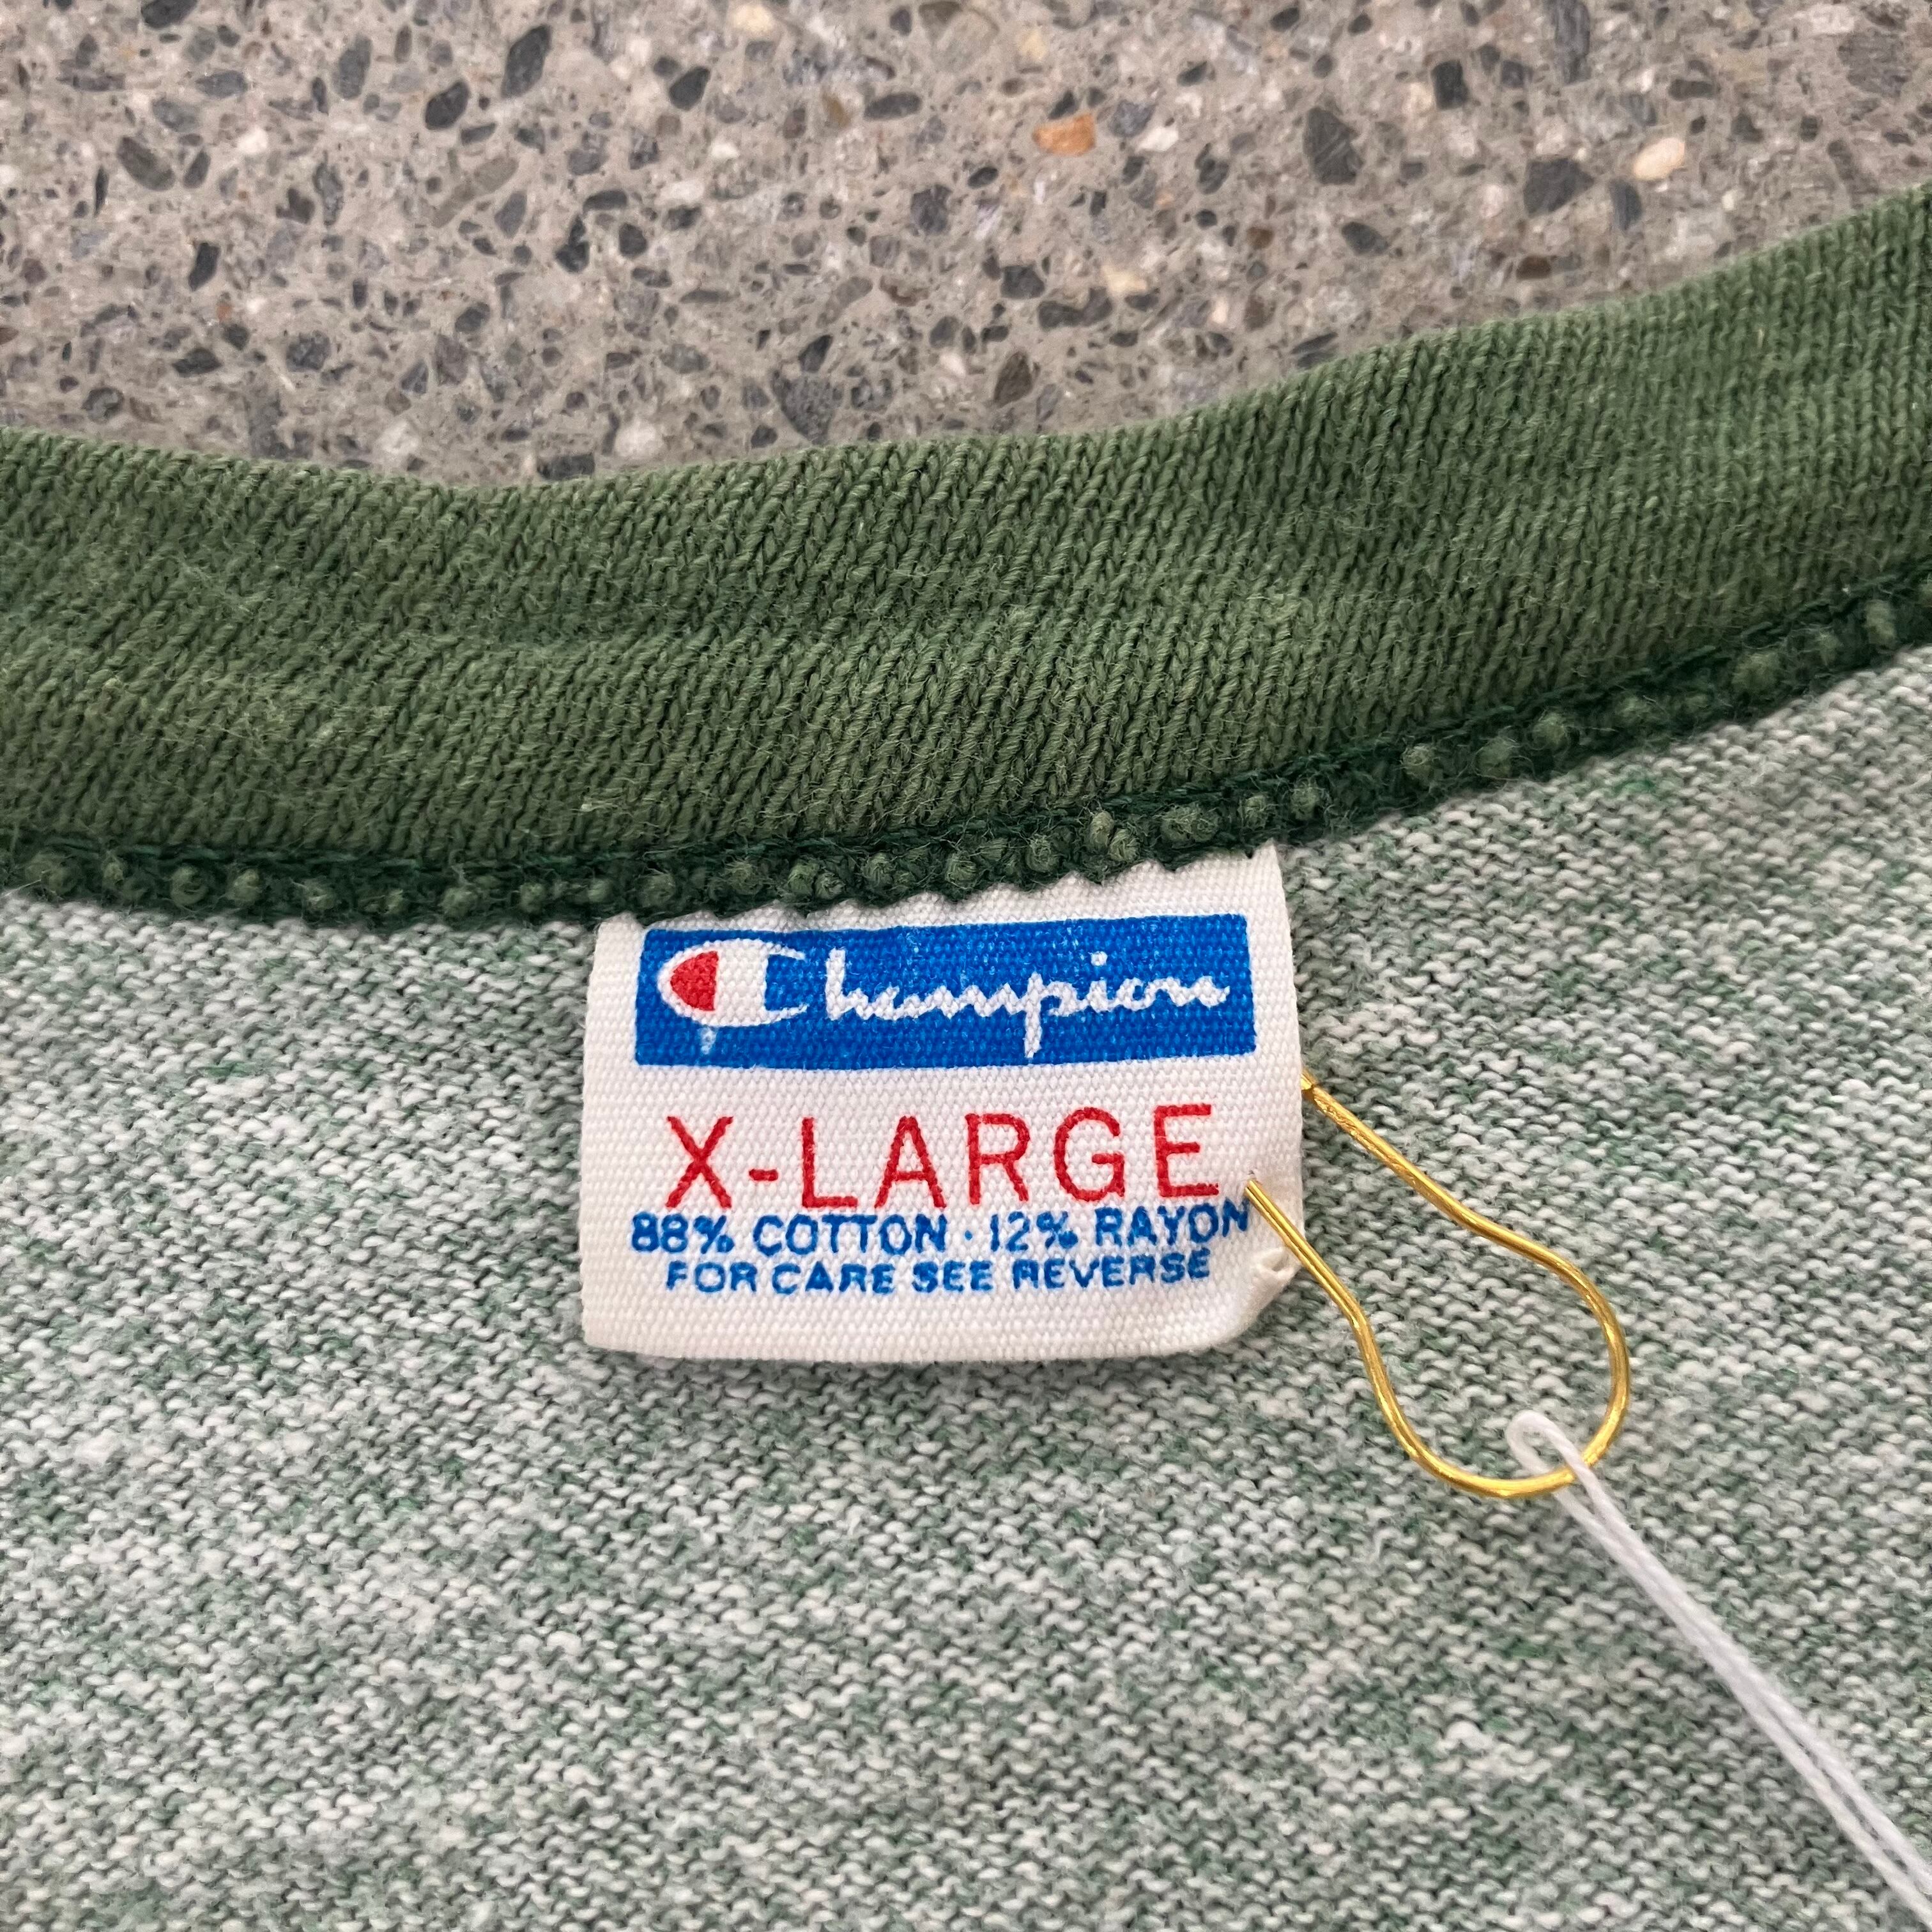 Champion
X-LARGE
88% COTTON · 12% RAYON
FOR CARE SEE REVERSE